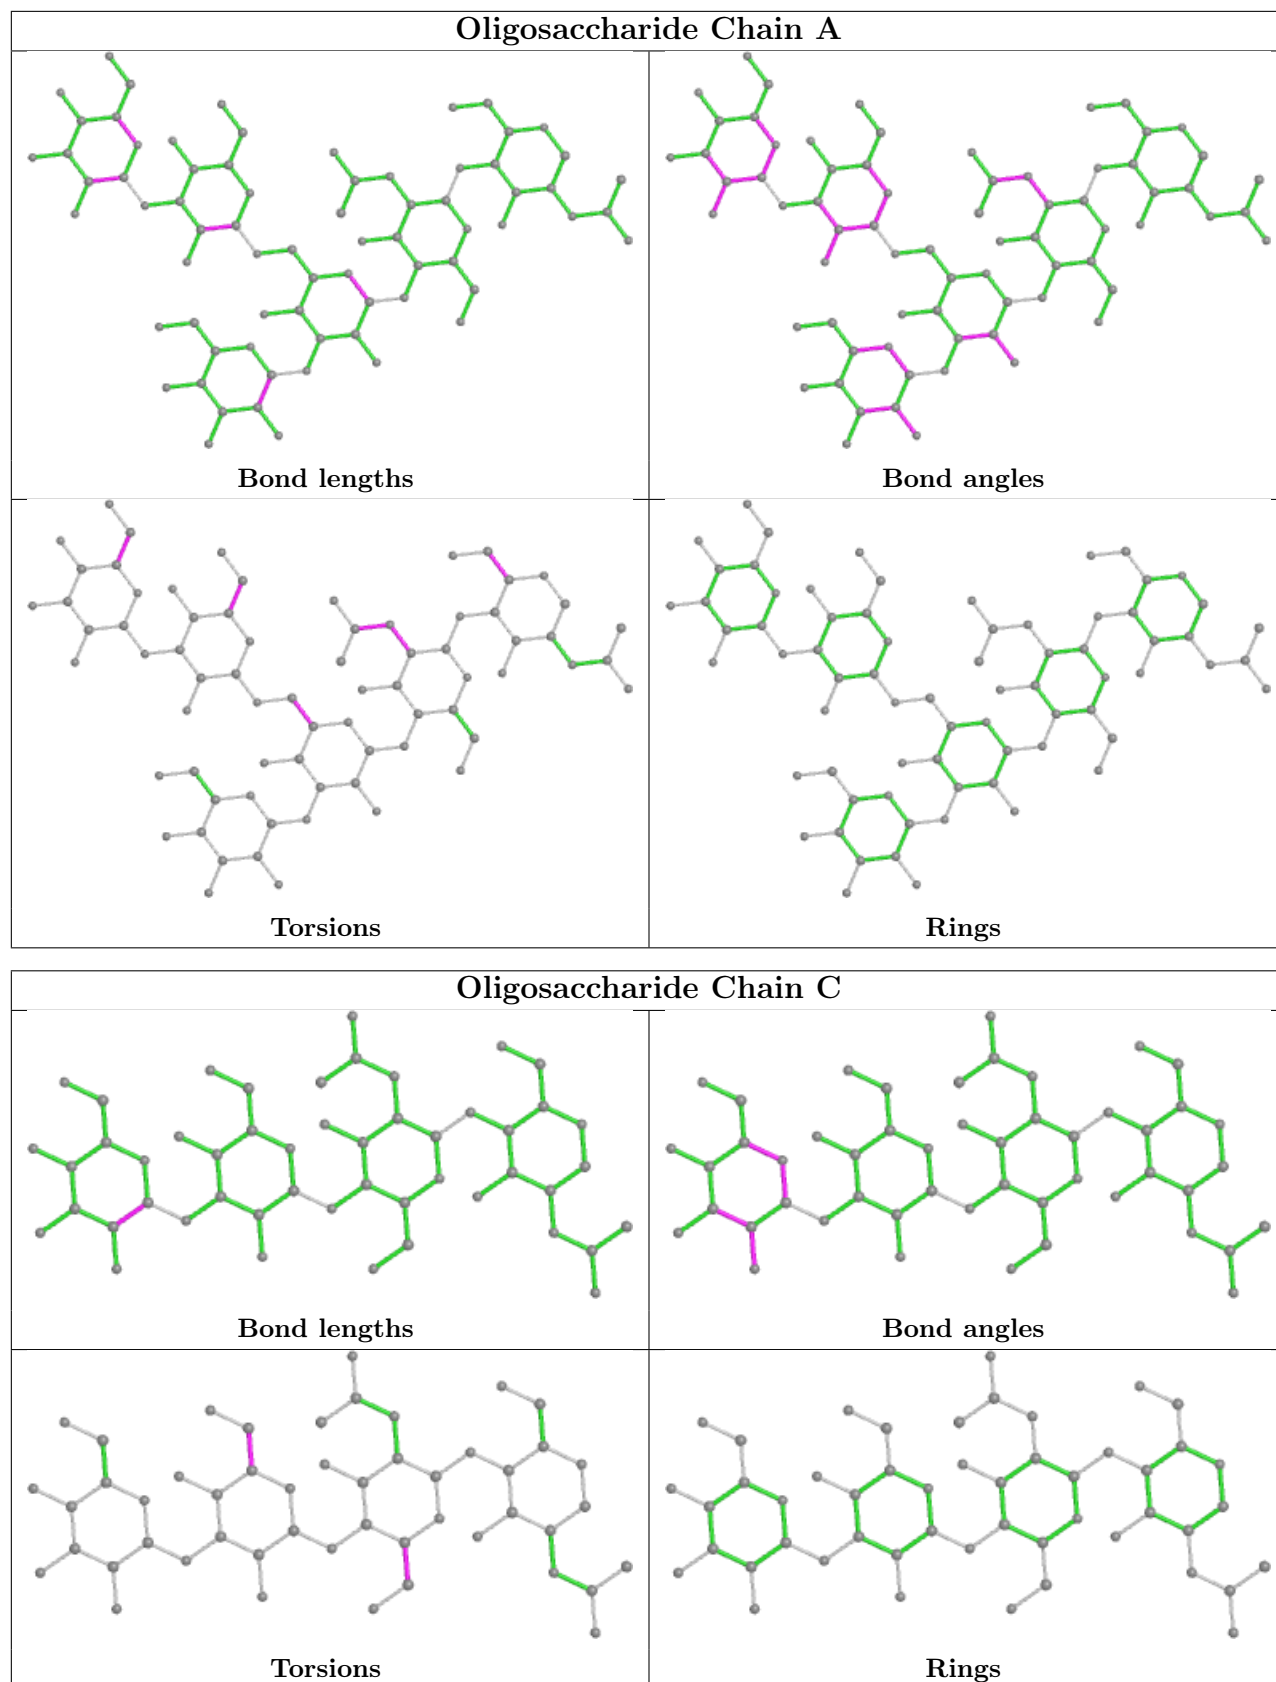 Oligosaccharide Chain A
Bond lengths
Bond angles
Torsions
Rings
Oligosaccharide Chain C
Bond lengths
Bond angles
Torsions
Rings